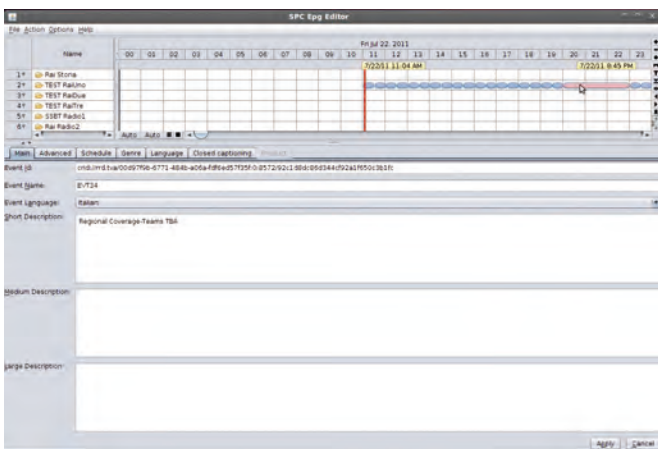 SPC Epg Editor
File Action Options Help
Fri Jul 22, 2011
Name
00 01 02 03 04 05 06 07 08 09 10 11 12 13 14 15 16 17 18 19 20 21 22 23
7/22/11 11:04 AM 7/22/11 8:45 PM
1 Rai Storia
2 TEST RaiUno
3 TEST RaiDue
4 TEST RaiTre
5 SSBT Radio1
6 Rai Radio2
Auto Auto
Main Advanced Schedule Genre Language Closed captioning Product
Event Id:
Event Name: EVT34
Event Language: Italian
Short Description: Regional Coverage-Teams TBA
Medium Description:
Large Description:
Apply Cancel